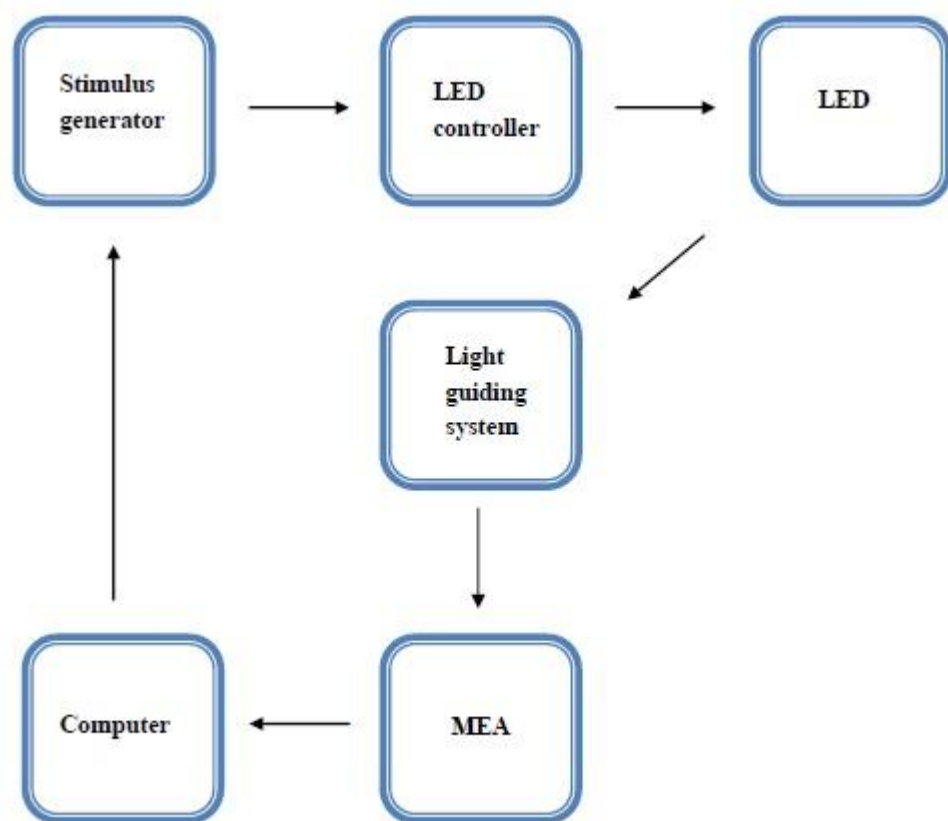 Stimulus
generator
LED
controller
LED
Light
guiding
system
Computer
MEA